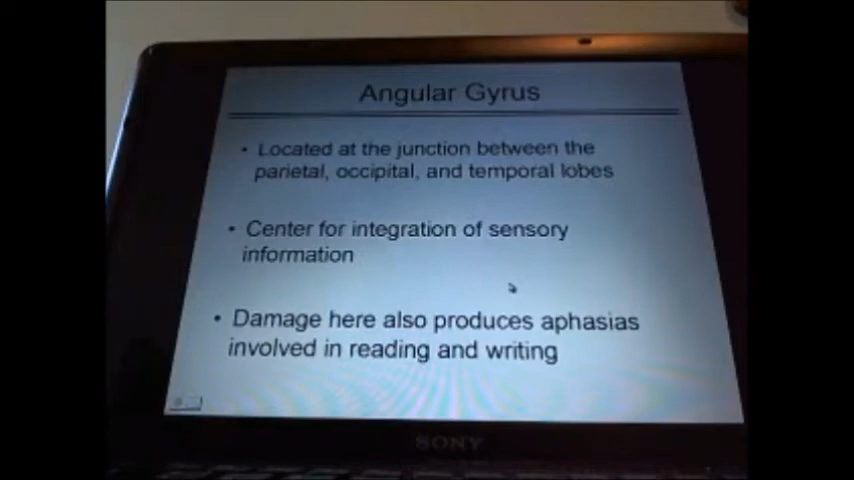 Angular Gyrus
• Located at the junction between the
parietal, occipital, and temporal lobes
• Center for integration of sensory
information
• Damage here also produces aphasias
involved in reading and writing
SONY